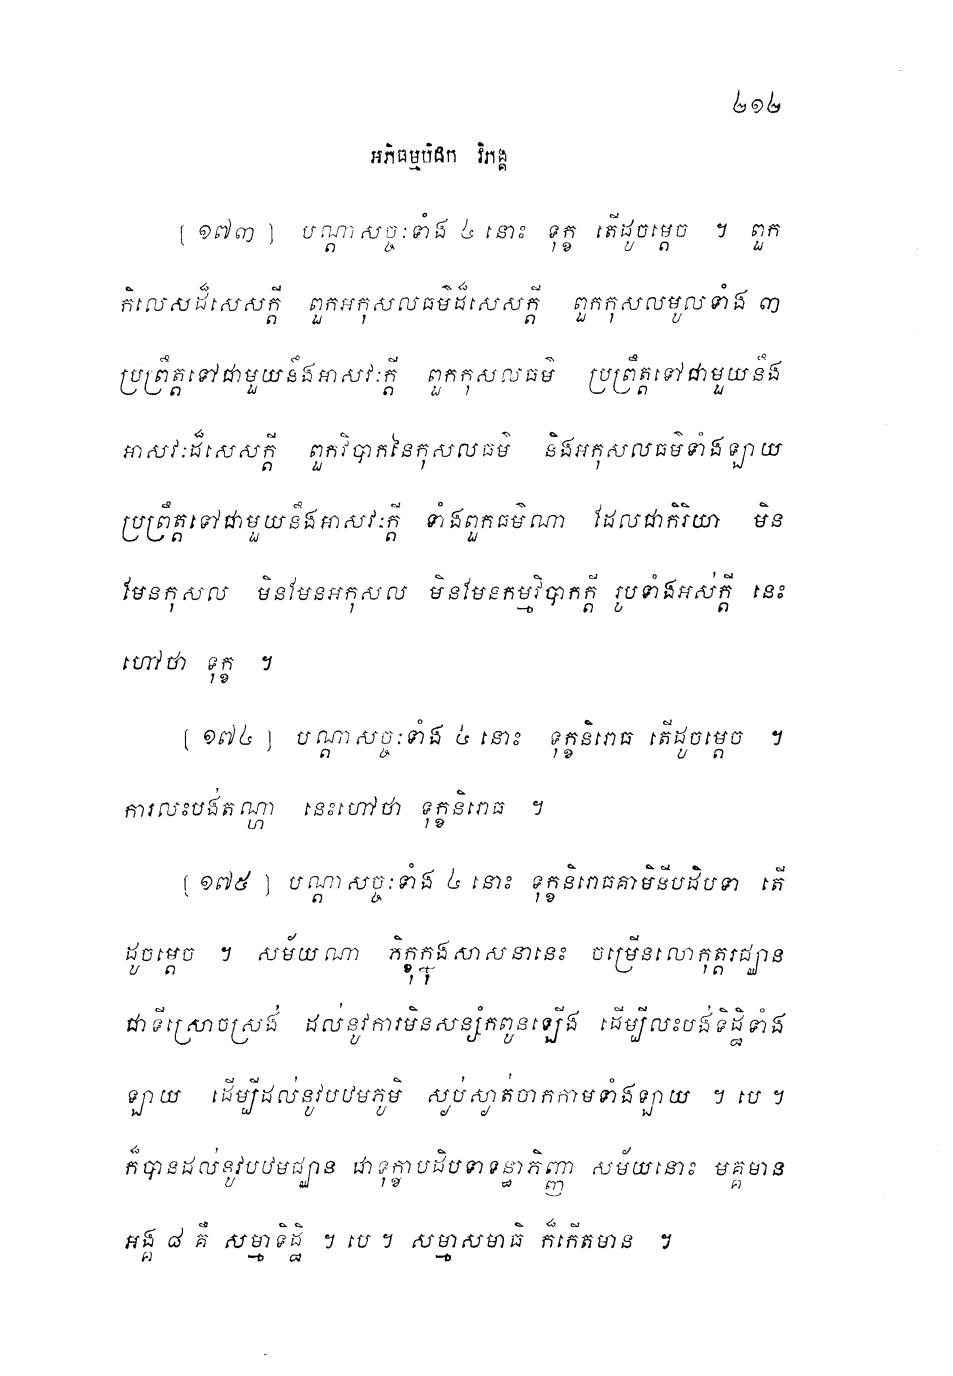 ២១២
អភិធម្មបិដក វិភង្គ
[ ១៧៣ ] បណ្តាសច្ចៈទាំង ៤ នោះ ទុក្ខ តើដូចម្តេច ។ ពួក
កិលេសដ៏សេសក្តី ពួកអកុសលធម៌ដ៏សេសក្តី ពួកកុសលមូលទាំង ៣
ប្រព្រឹត្តទៅជាមួយនឹងអាសវៈក្តី ពួកកុសលធម៌ ប្រព្រឹត្តទៅជាមួយនឹង
អាសវៈដ៏សេសក្តី ពួកវិបាកនៃកុសលធម៌ និងអកុសលធម៌ទាំងឡាយ
ប្រព្រឹត្តទៅជាមួយនឹងអាសវៈក្តី ទាំងពួកធម៌ណា ដែលជាកិរិយា មិន
មែនកុសល មិនមែនអកុសល មិនមែនកម្មវិបាកក្តី រូបទាំងអស់ក្តី នេះ
ហៅថា ទុក្ខ ។
[ ១៧៤ ] បណ្តាសច្ចៈទាំង ៤ នោះ ទុក្ខនិរោធ តើដូចម្តេច ។
ការលះបង់តណ្ហា នេះហៅថា ទុក្ខនិរោធ ។
[ ១៧៥ ] បណ្តាសច្ចៈទាំង ៤ នោះ ទុក្ខនិរោធគាមិនីបដិបទា តើ
ដូចម្តេច ។ សម័យណា ភិក្ខុក្នុងសាសនានេះ ចម្រើនលោកុត្តរជ្ឈាន
ជាទីស្រោចស្រង់ ដល់នូវការមិនសន្សំកពូនឡើង ដើម្បីលះបង់ទិដ្ឋិទាំង
ឡាយ ដើម្បីដល់នូវបឋមភូមិ ស្ងប់ស្ងាត់ចាកកាមទាំងឡាយ ។ បេ ។
ក៏បានដល់នូវបឋមជ្ឈាន ជាទុក្ខាបដិបទាទន្ធាភិញ្ញា សម័យនោះ មគ្គមាន
អង្គ ៨ គឺ សម្មាទិដ្ឋិ ។ បេ ។ សម្មាសមាធិ ក៏កើតមាន ។